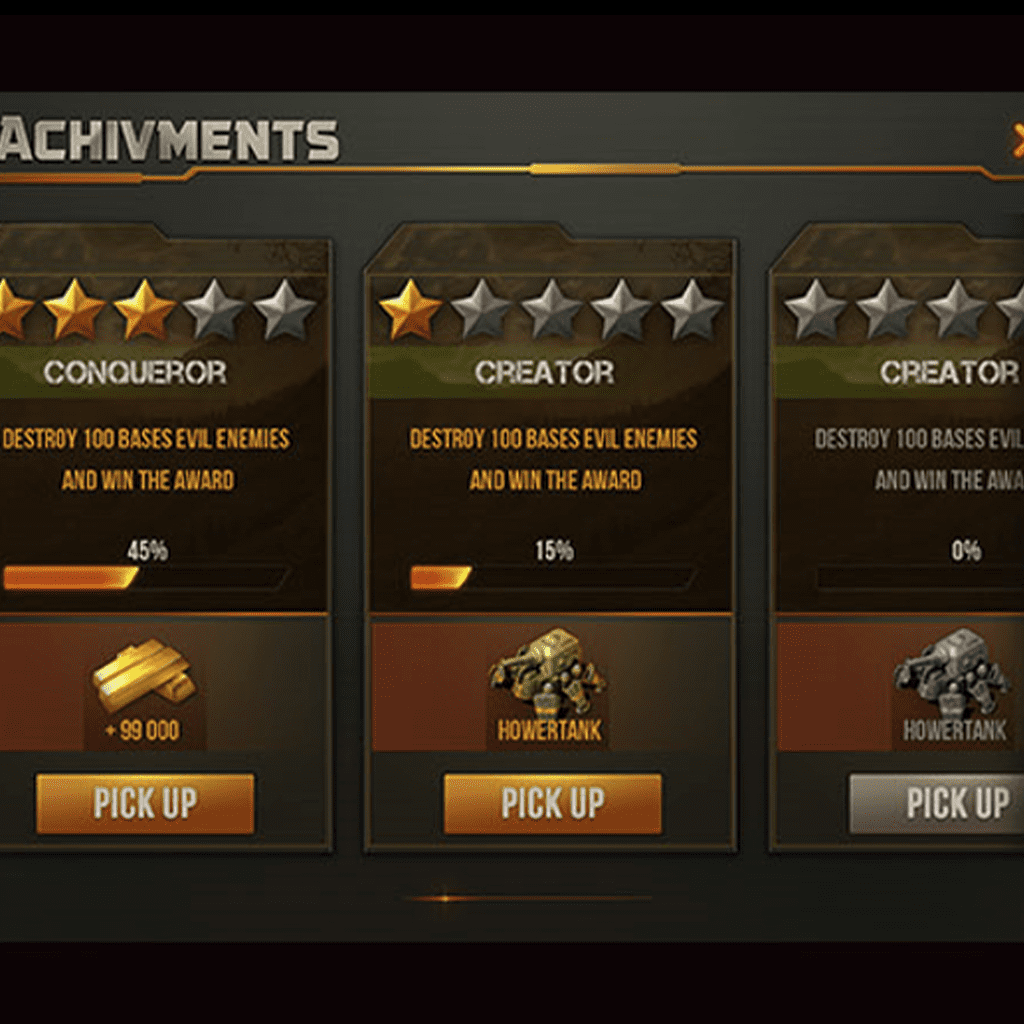 ACHIVMENTS
CONQUEROR
DESTROY 100 BASES EVIL ENEMIES
AND WIN THE AWARD
45%
+ 99 000
PICK UP
CREATOR
DESTROY 100 BASES EVIL ENEMIES
AND WIN THE AWARD
15%
HOWERTANK
PICK UP
CREATOR
DESTROY 100 BASES EVIL
AND WIN THE AWA
0%
HOWERTANK
PICK UP